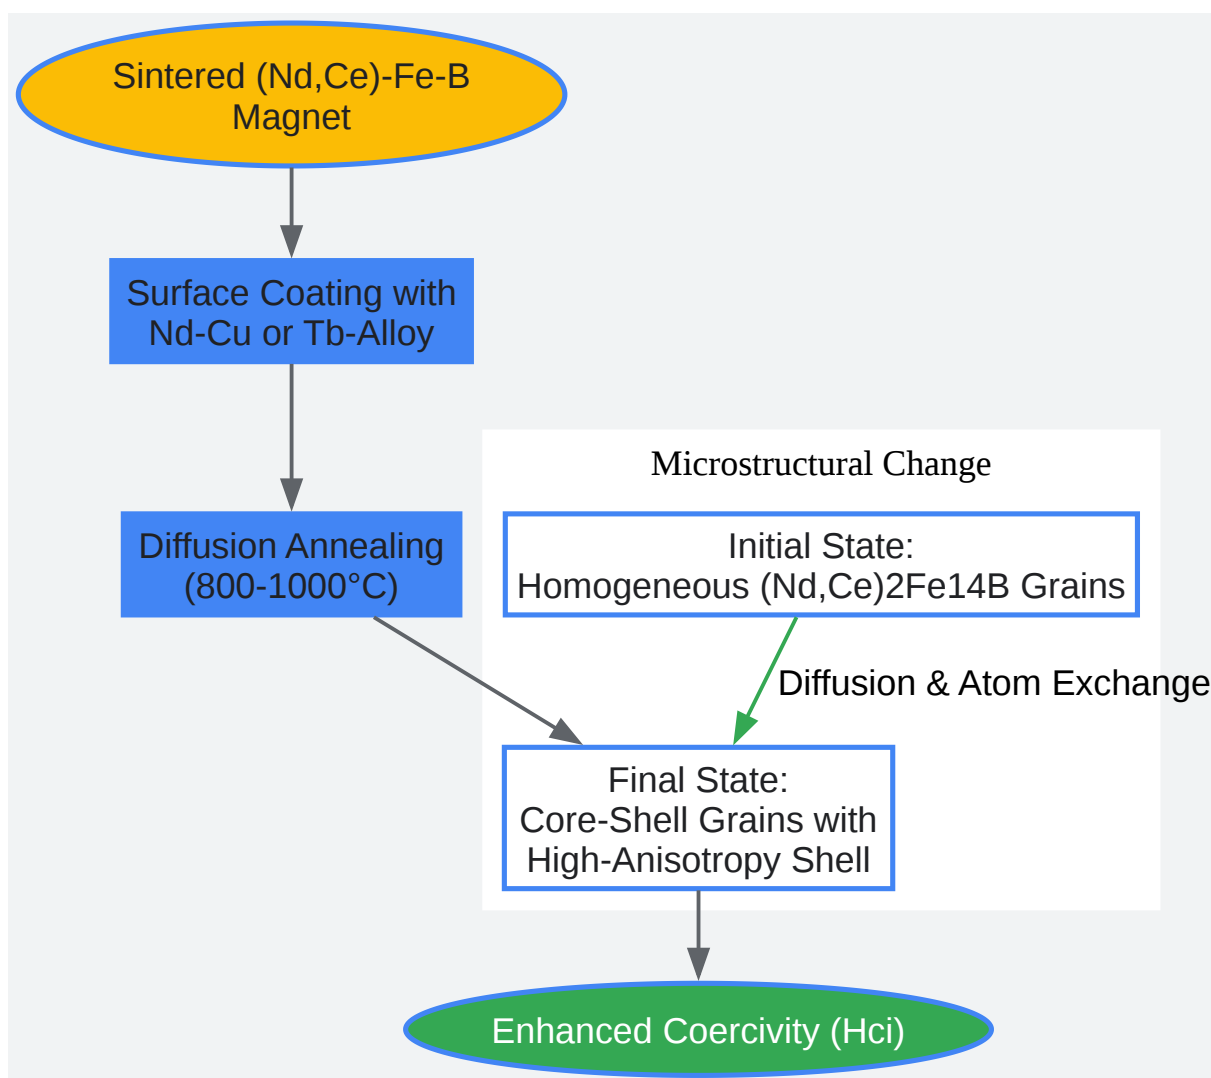 Sintered (Nd,Ce)-Fe-B
Magnet
Surface Coating with
Nd-Cu or Tb-Alloy
Diffusion Annealing
(800-1000°C)
Microstructural Change
Initial State:
Homogeneous (Nd,Ce)2Fe14B Grains
Diffusion & Atom Exchange
Final State:
Core-Shell Grains with
High-Anisotropy Shell
Enhanced Coercivity (Hci)